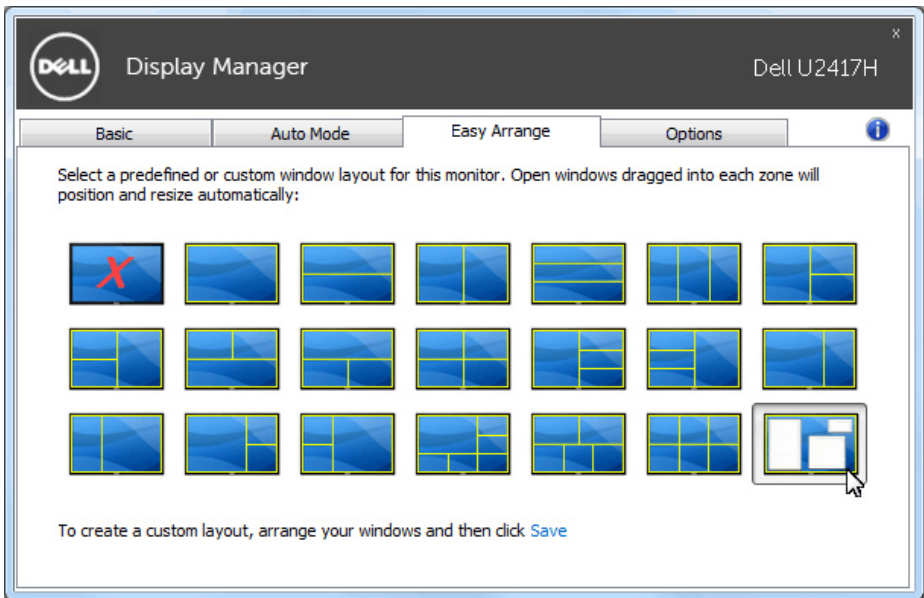 DELL
Display Manager
x
Dell U2417H
Basic
Auto Mode
Easy Arrange
Options
i
Select a predefined or custom window layout for this monitor. Open windows dragged into each zone will
position and resize automatically:
X
To create a custom layout, arrange your windows and then click Save